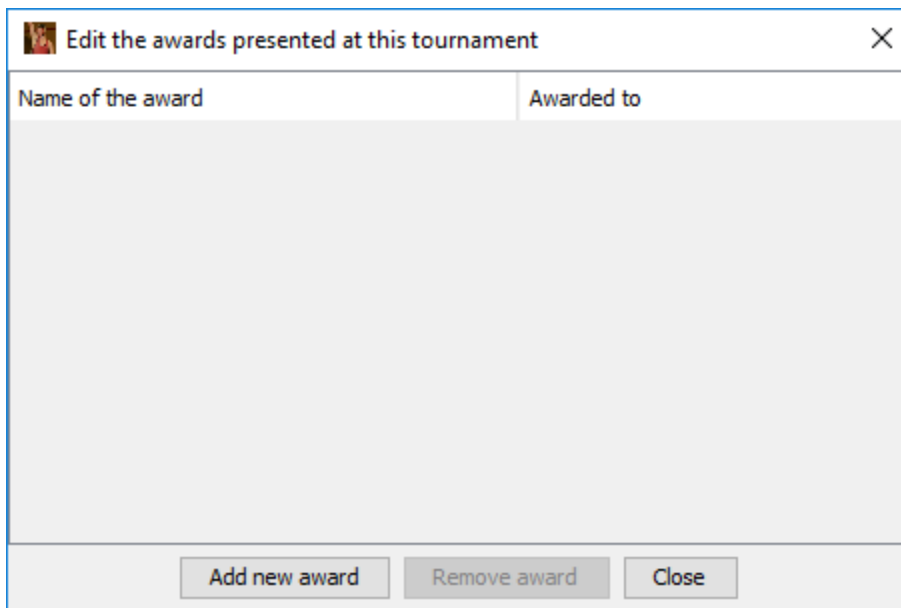 Edit the awards presented at this tournament
Name of the award Awarded to
Add new award Remove award Close